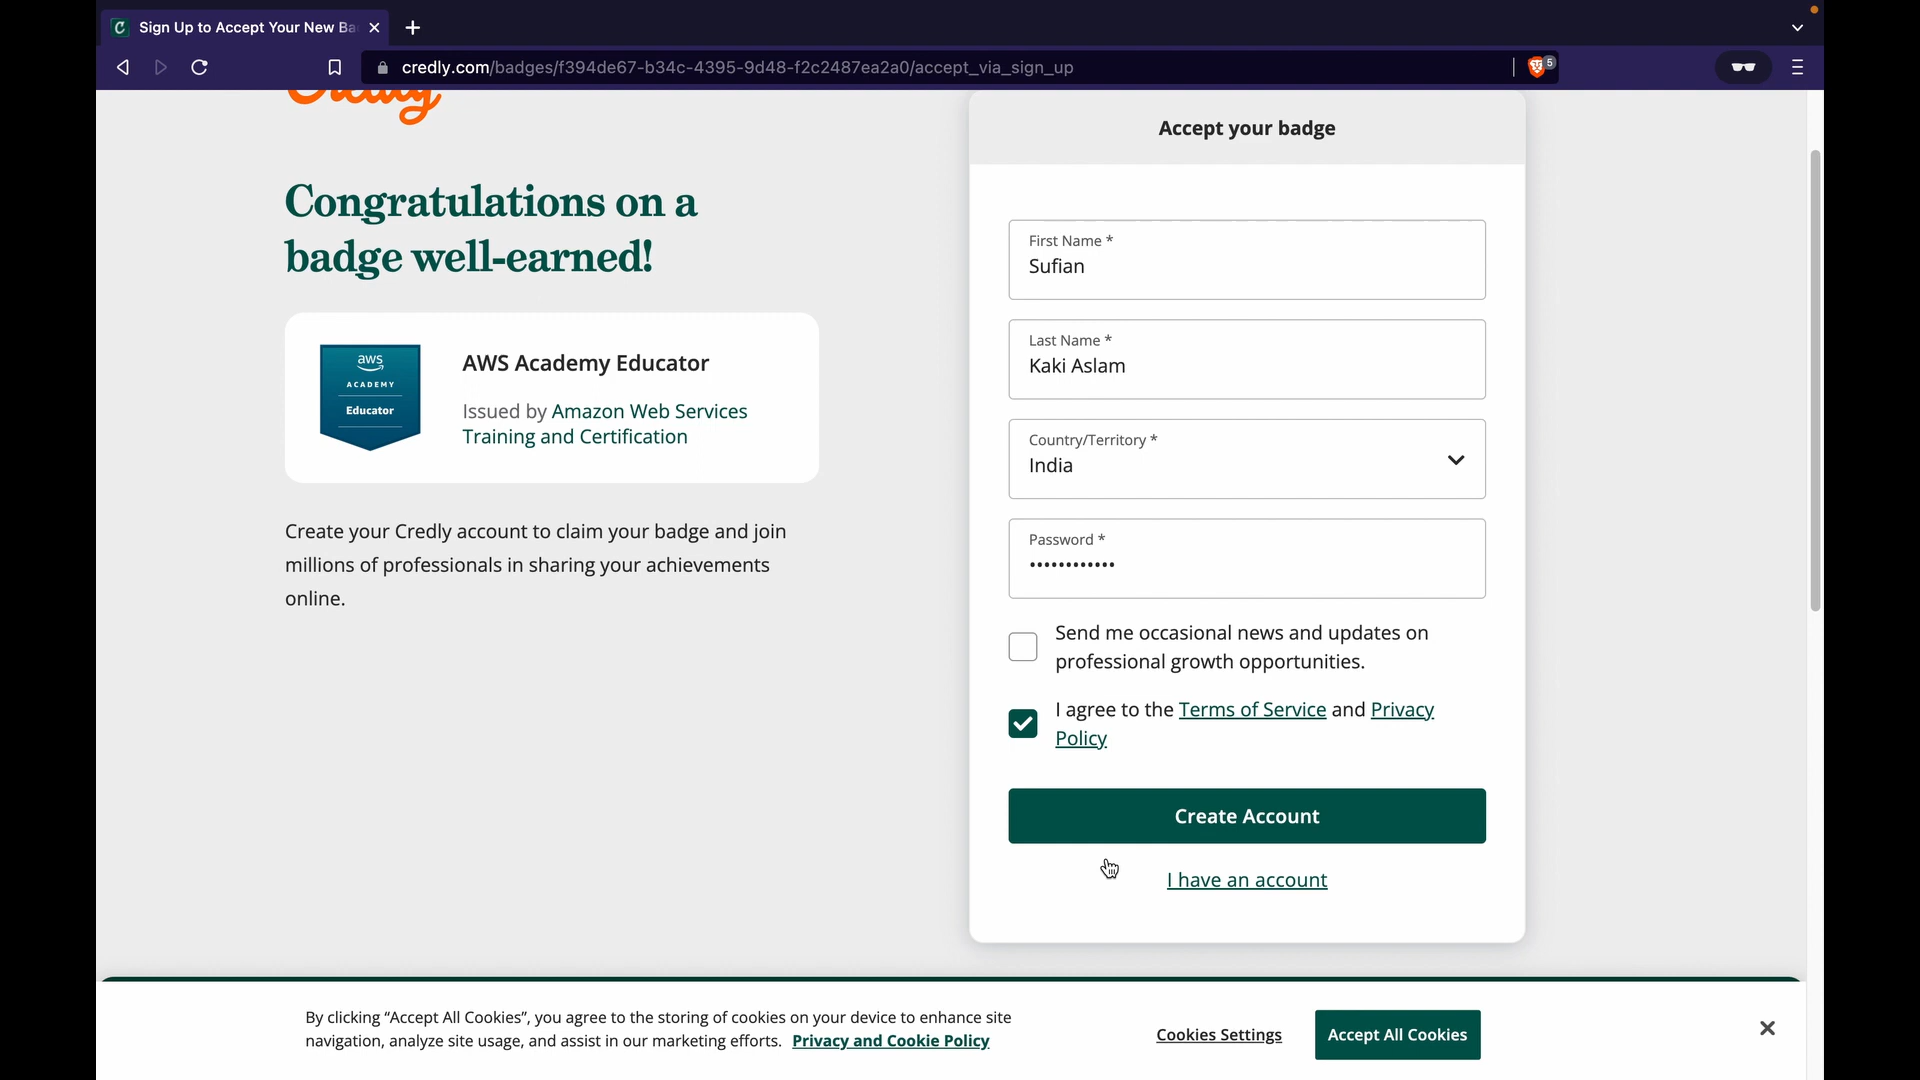 Sign Up to Accept Your New Ba
credly.com/badges/f394de67-b34c-4395-9d48-f2c2487ea2a0/accept_via_sign_up
5
Credly
Congratulations on a
badge well-earned!
aws
ACADEMY
Educator
AWS Academy Educator
Issued by Amazon Web Services
Training and Certification
Create your Credly account to claim your badge and join
millions of professionals in sharing your achievements
online.
Accept your badge
First Name *
Sufian
Last Name *
Kaki Aslam
Country/Territory *
India
Password *
••••••••••••
Send me occasional news and updates on
professional growth opportunities.
I agree to the Terms of Service and Privacy
Policy
Create Account
I have an account
By clicking “Accept All Cookies”, you agree to the storing of cookies on your device to enhance site
navigation, analyze site usage, and assist in our marketing efforts. Privacy and Cookie Policy
Cookies Settings
Accept All Cookies